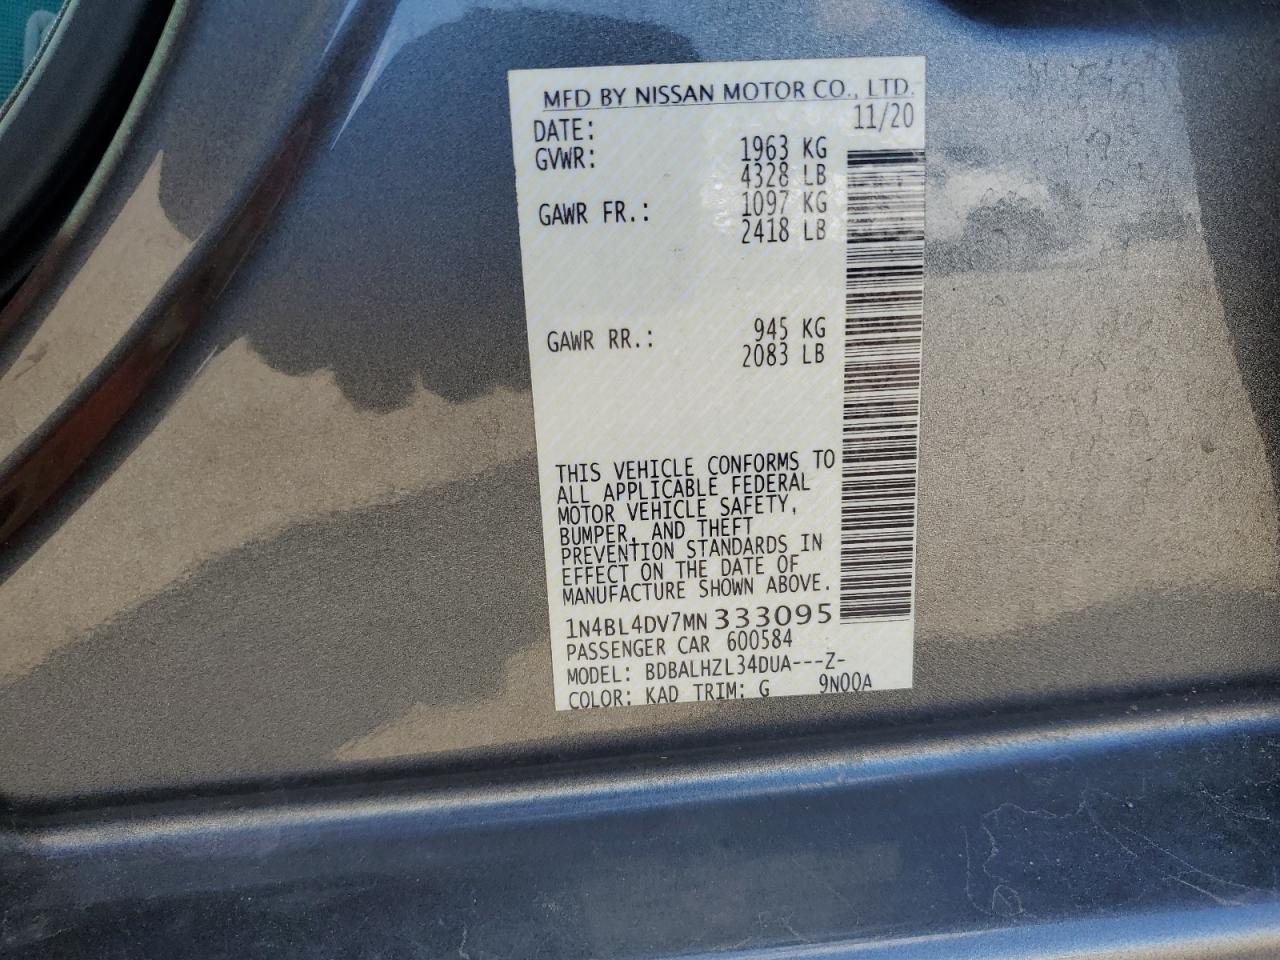 MFD BY NISSAN MOTOR CO., LTD.
DATE: 11/20
GVWR: 1963 KG
4328 LB
GAWR FR.: 1097 KG
2418 LB
GAWR RR.: 945 KG
2083 LB
THIS VEHICLE CONFORMS TO
ALL APPLICABLE FEDERAL
MOTOR VEHICLE SAFETY,
BUMPER, AND THEFT
PREVENTION STANDARDS IN
EFFECT ON THE DATE OF
MANUFACTURE SHOWN ABOVE.
1N4BL4DV7MN333095
PASSENGER CAR 600584
MODEL: BDBALHZL34DUA---Z-
COLOR: KAD TRIM: G 9N00A